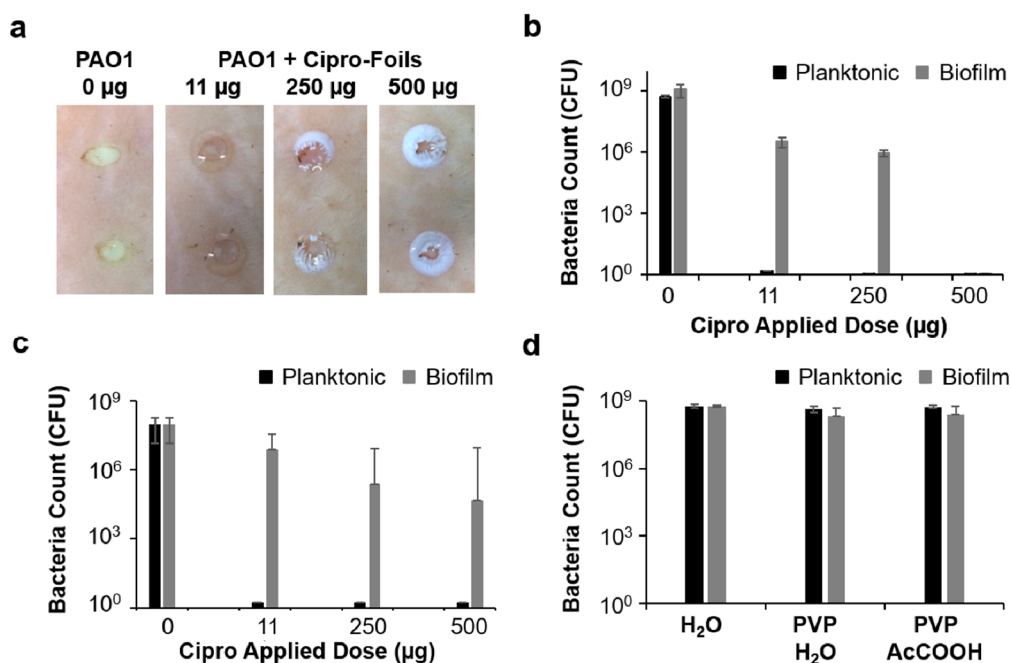 a
PAO1 PAO1 + Cipro-Foils
0 µg 11 µg 250 µg 500 µg
b
Planktonic Biofilm
Bacteria Count (CFU)
10⁹
10⁶
10³
10⁰
0 11 250 500
Cipro Applied Dose (µg)
c
Planktonic Biofilm
Bacteria Count (CFU)
10⁹
10⁶
10³
10⁰
0 11 250 500
Cipro Applied Dose (µg)
d
Planktonic Biofilm
Bacteria Count (CFU)
10⁹
10⁶
10³
10⁰
H₂O PVP PVP
H₂O AcCOOH